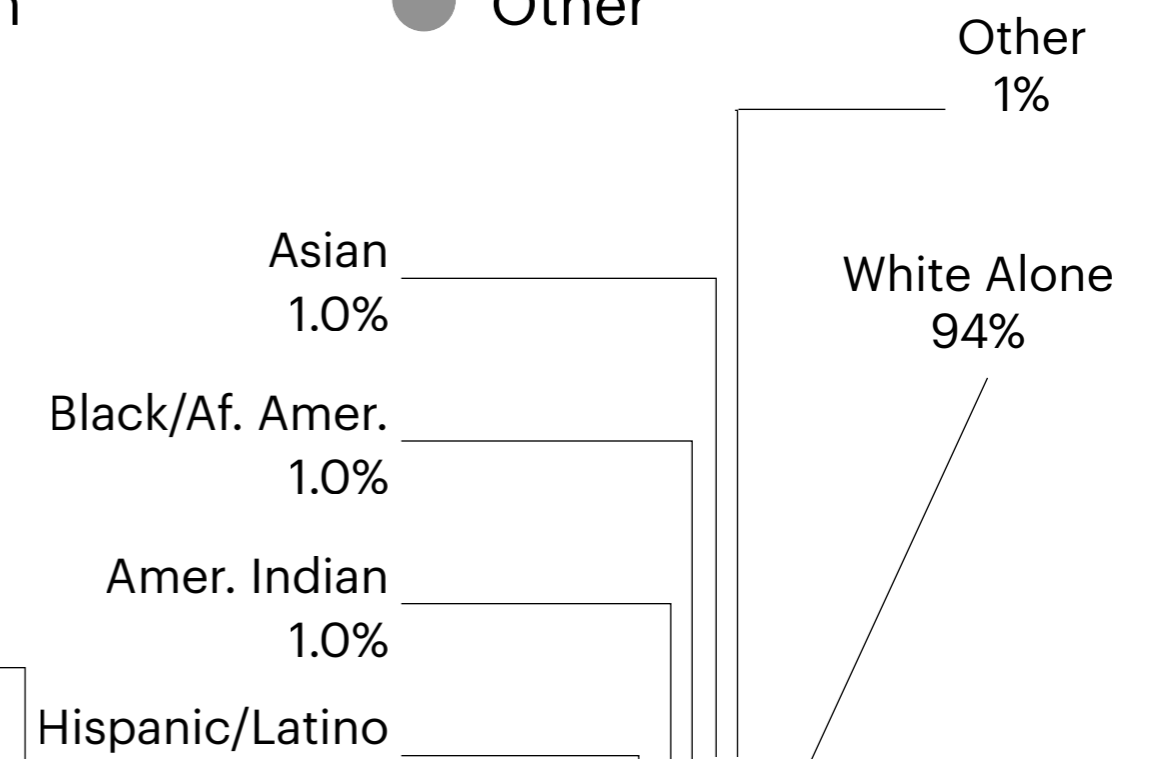 Other
Other
1%
White Alone
94%
Asian
1.0%
Black/Af. Amer.
1.0%
Amer. Indian
1.0%
Hispanic/Latino